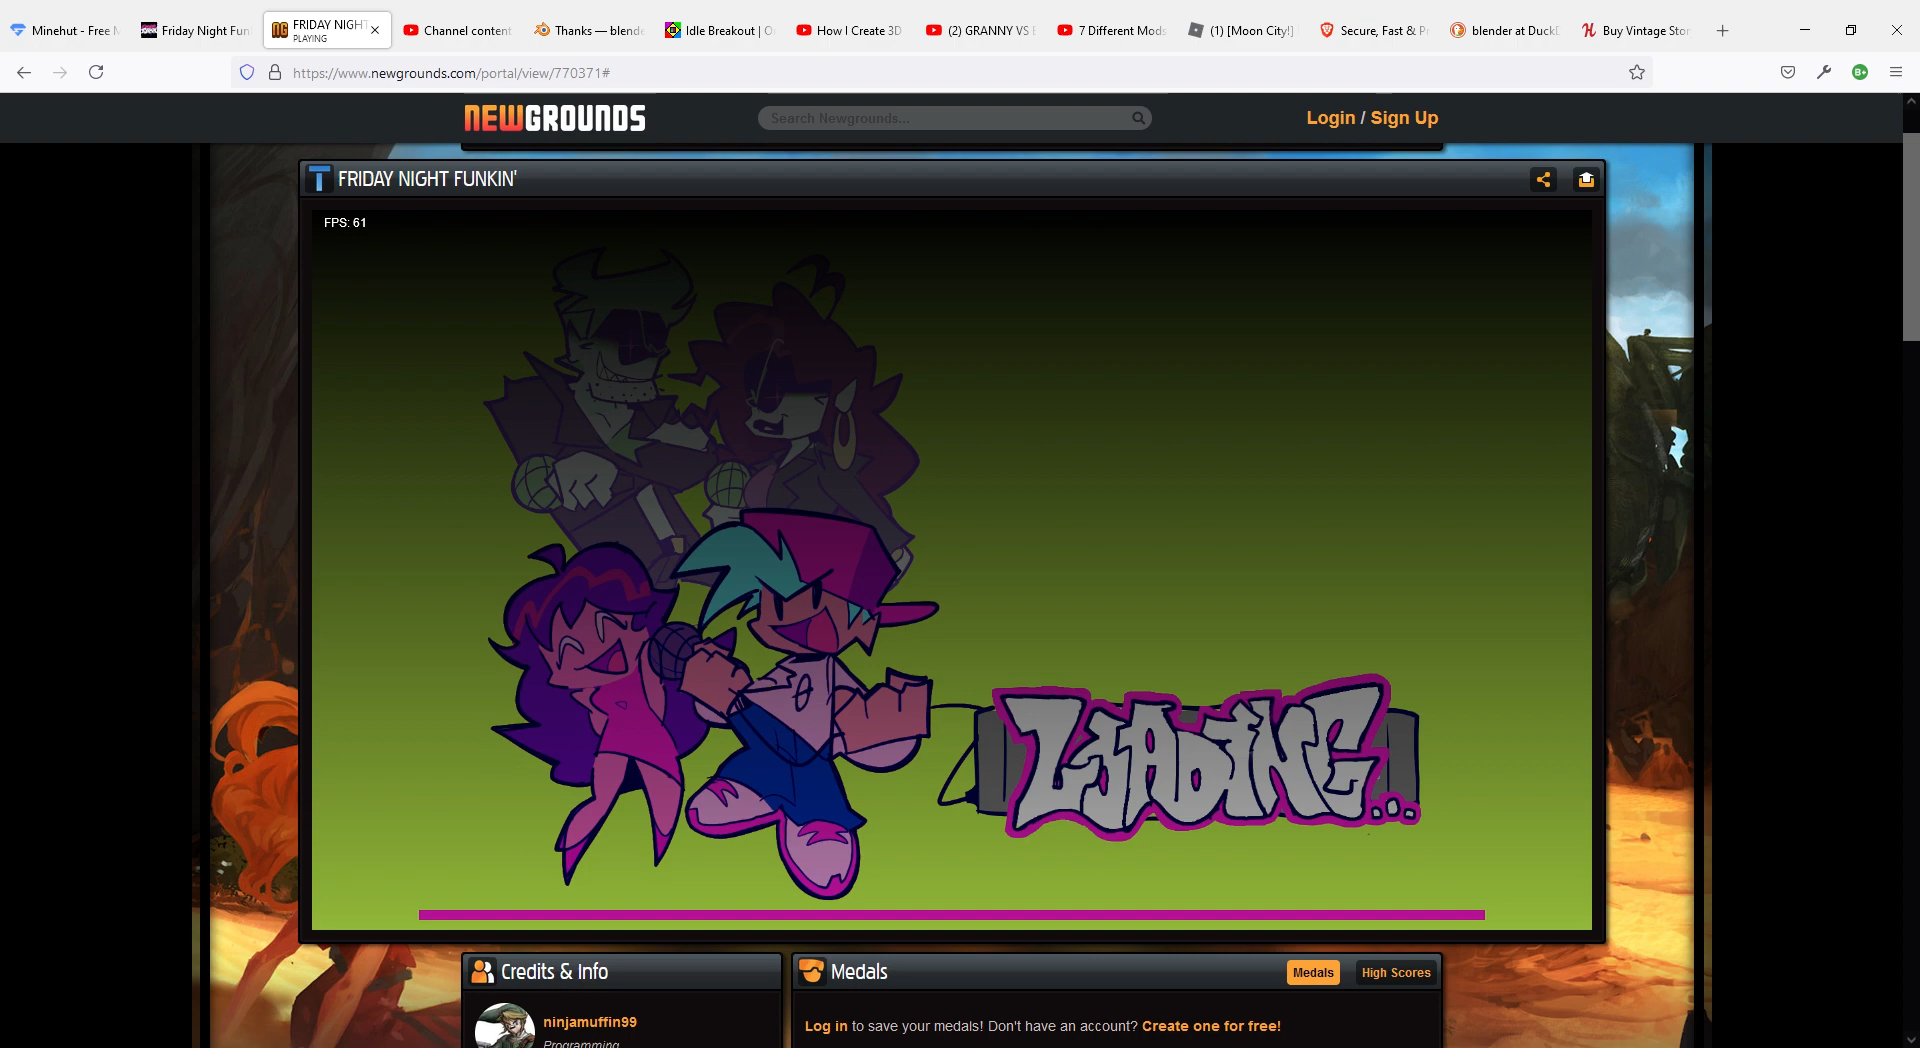 Minehut - Free M
Friday Night Fun
FRIDAY NIGHT
PLAYING
Channel content
Thanks — blende
Idle Breakout | O
How I Create 3D
(2) GRANNY VS B
7 Different Mods
(1) [Moon City!]
Secure, Fast & P
blender at DuckD
Buy Vintage Stor
https://www.newgrounds.com/portal/view/770371#
B+
NEWGROUNDS
Search Newgrounds...
Login / Sign Up
FRIDAY NIGHT FUNKIN'
FPS: 61
LOADING...
Credits & Info
Medals
Medals
High Scores
ninjamuffin99
Programming
Log in to save your medals! Don't have an account? Create one for free!